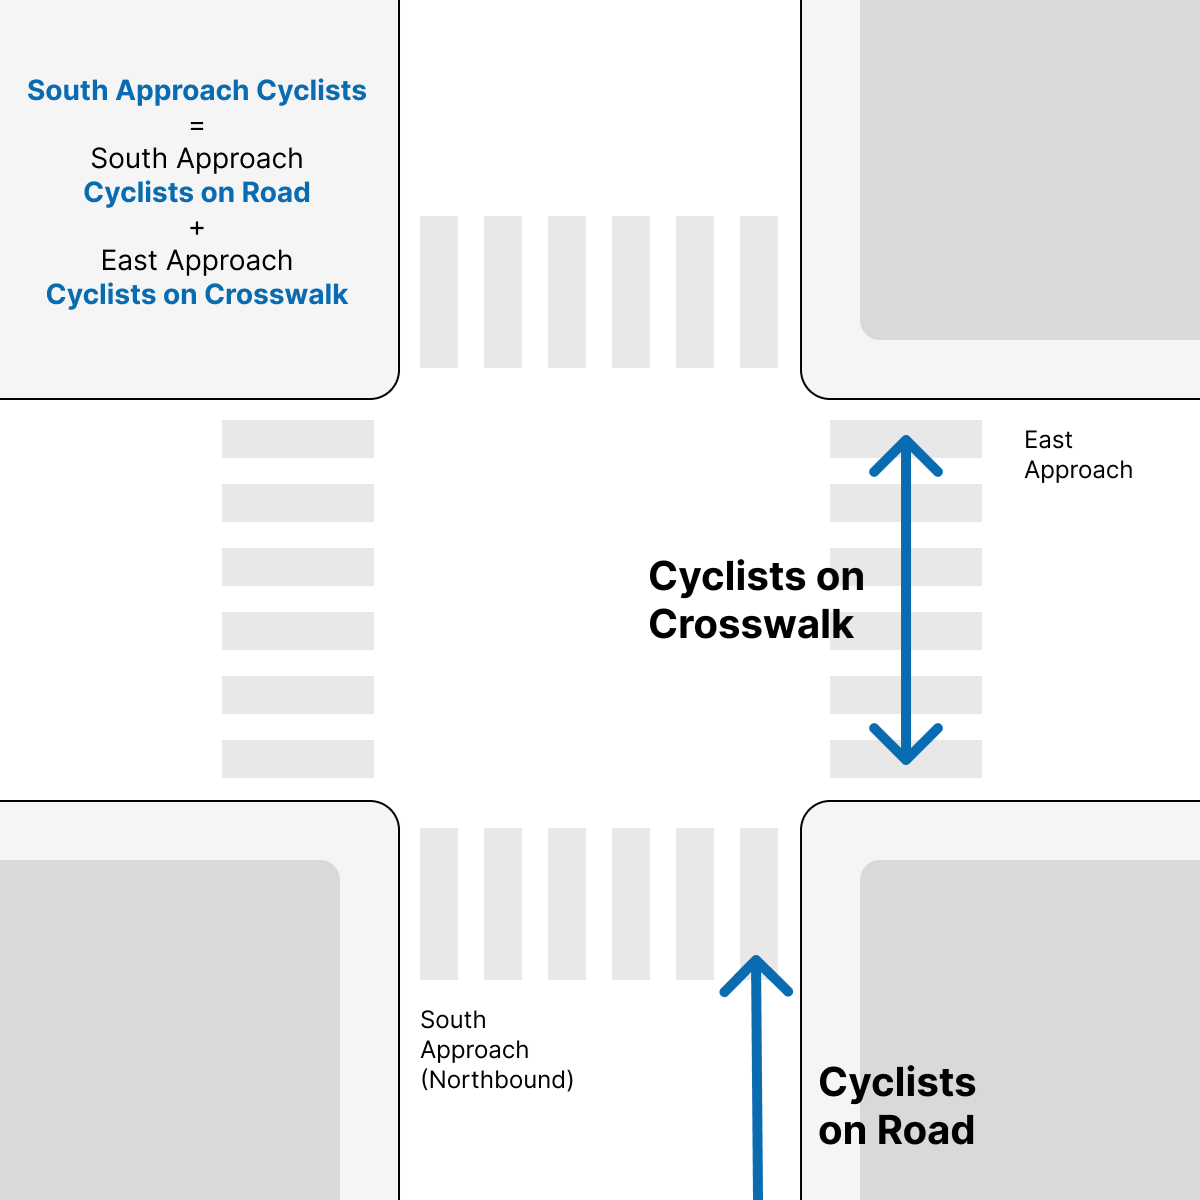 South Approach Cyclists
=
South Approach
Cyclists on Road
+
East Approach
Cyclists on Crosswalk
East
Approach
Cyclists on
Crosswalk
South
Approach
(Northbound)
Cyclists
on Road